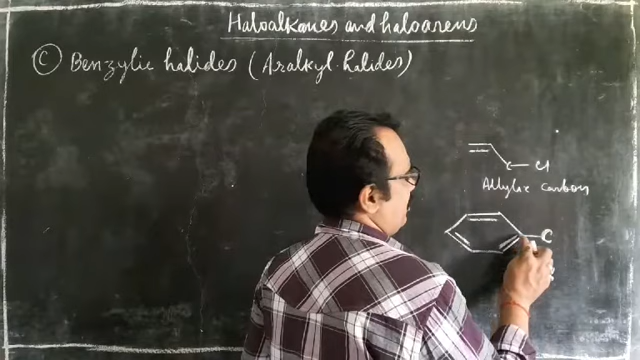 Haloalkanes and haloarens
(C) Benzylic halides (Aralkyl halides)
C—Cl
Allylic carbon
C